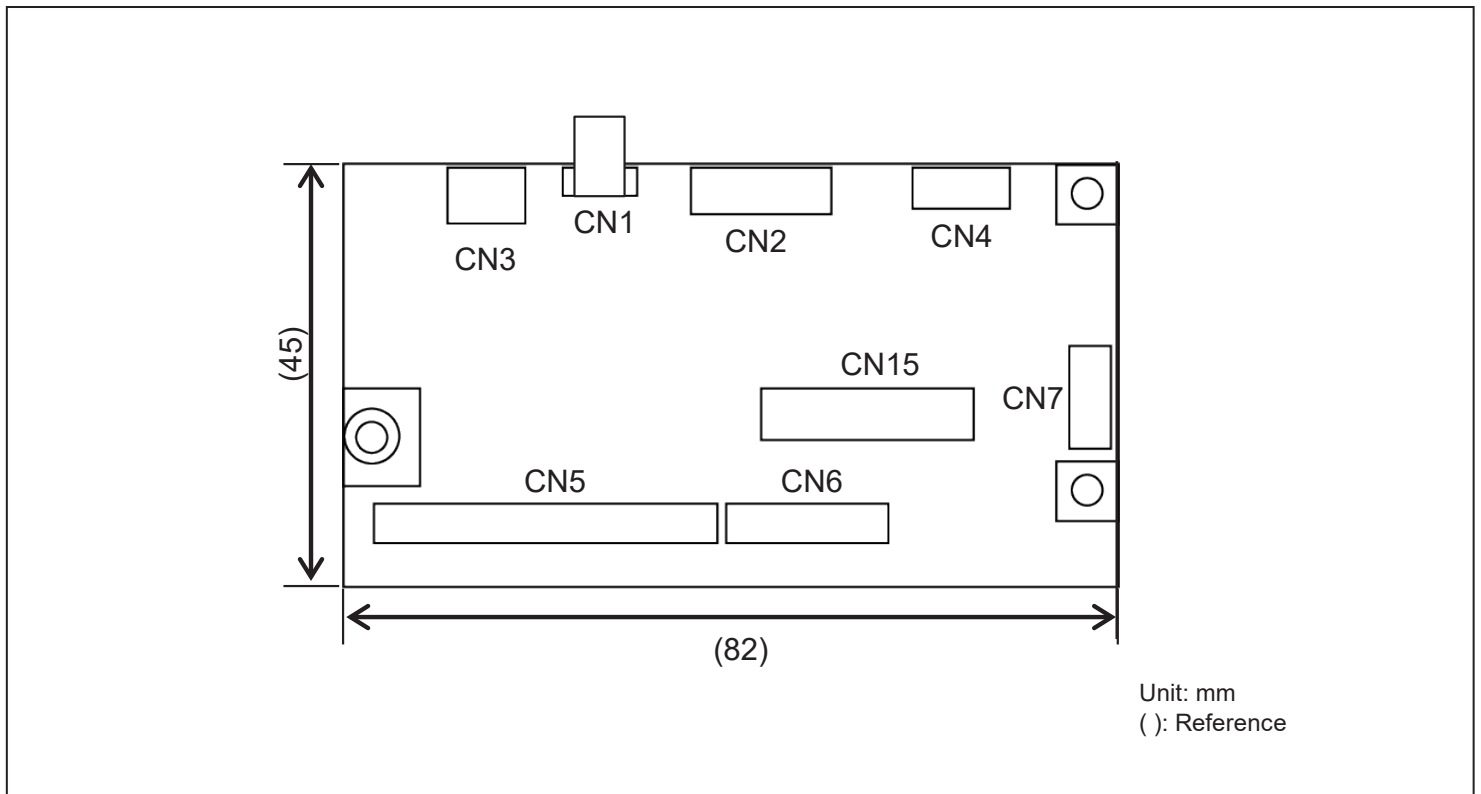 CN1
CN2
CN4
CN3
(45)
CN15
CN7
CN5
CN6
(82)
Unit: mm
( ): Reference